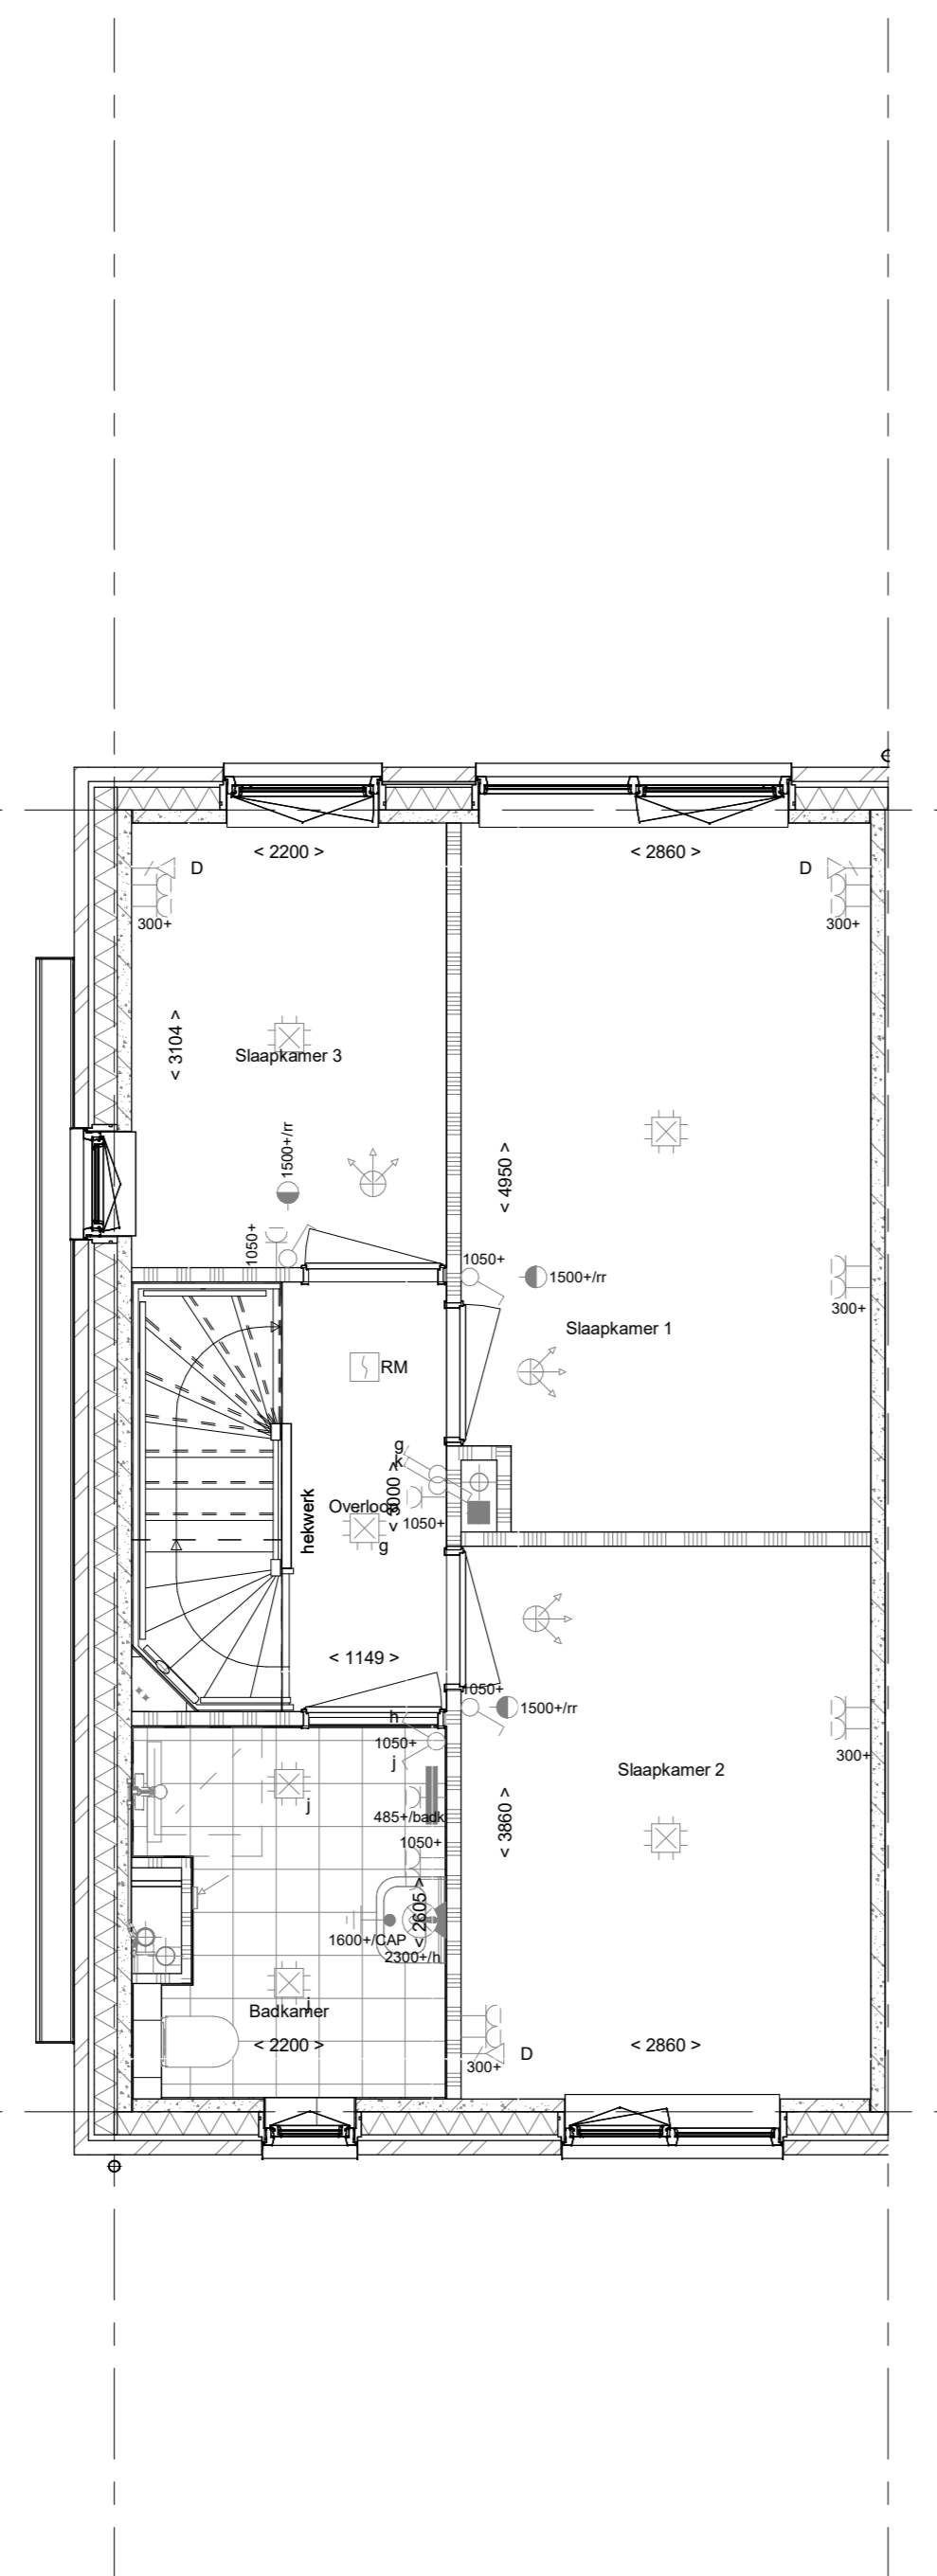 < 2200 >
< 2860 >
D
D
300+
300+
< 3104 >
Slaapkamer 3
1500+/rr
< 4950 >
1050+
1050+
1500+/rr
300+
Slaapkamer 1
RM
g
k
< 3000 >
Overloop
hekwerk
1050+
g
< 1149 >
1050+
1500+/rr
h
1050+
j
300+
Slaapkamer 2
j
485+/badk
1050+
< 3860 >
< 2605 >
1600+/CAP
2300+/h
j
Badkamer
< 2200 >
D
300+
< 2860 >